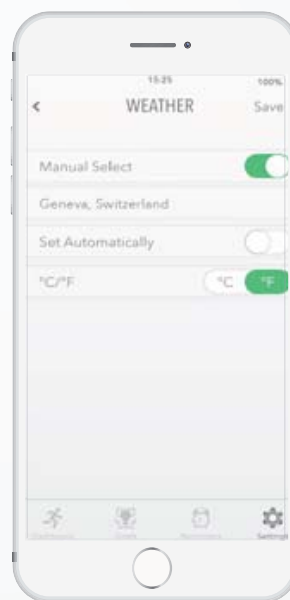 15:25 100%
WEATHER Save
Manual Select
Geneva, Switzerland
Set Automatically
°C/°F °C °F
Settings